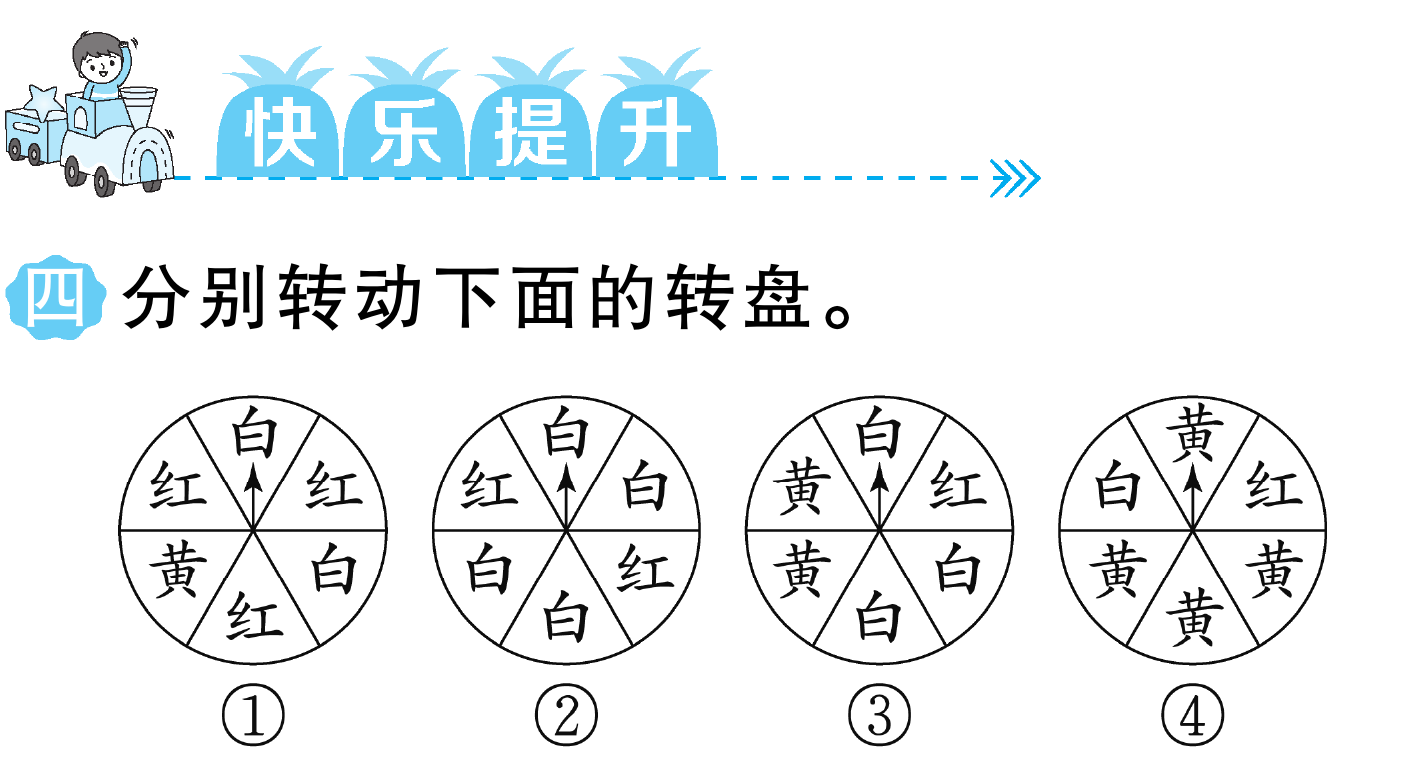 快乐提升
四 分别转动下面的转盘。
白 红 白 红 黄 红
白 白 红 白 白 红
白 红 白 白 黄 黄
黄 红 黄 黄 黄 白
① ② ③ ④